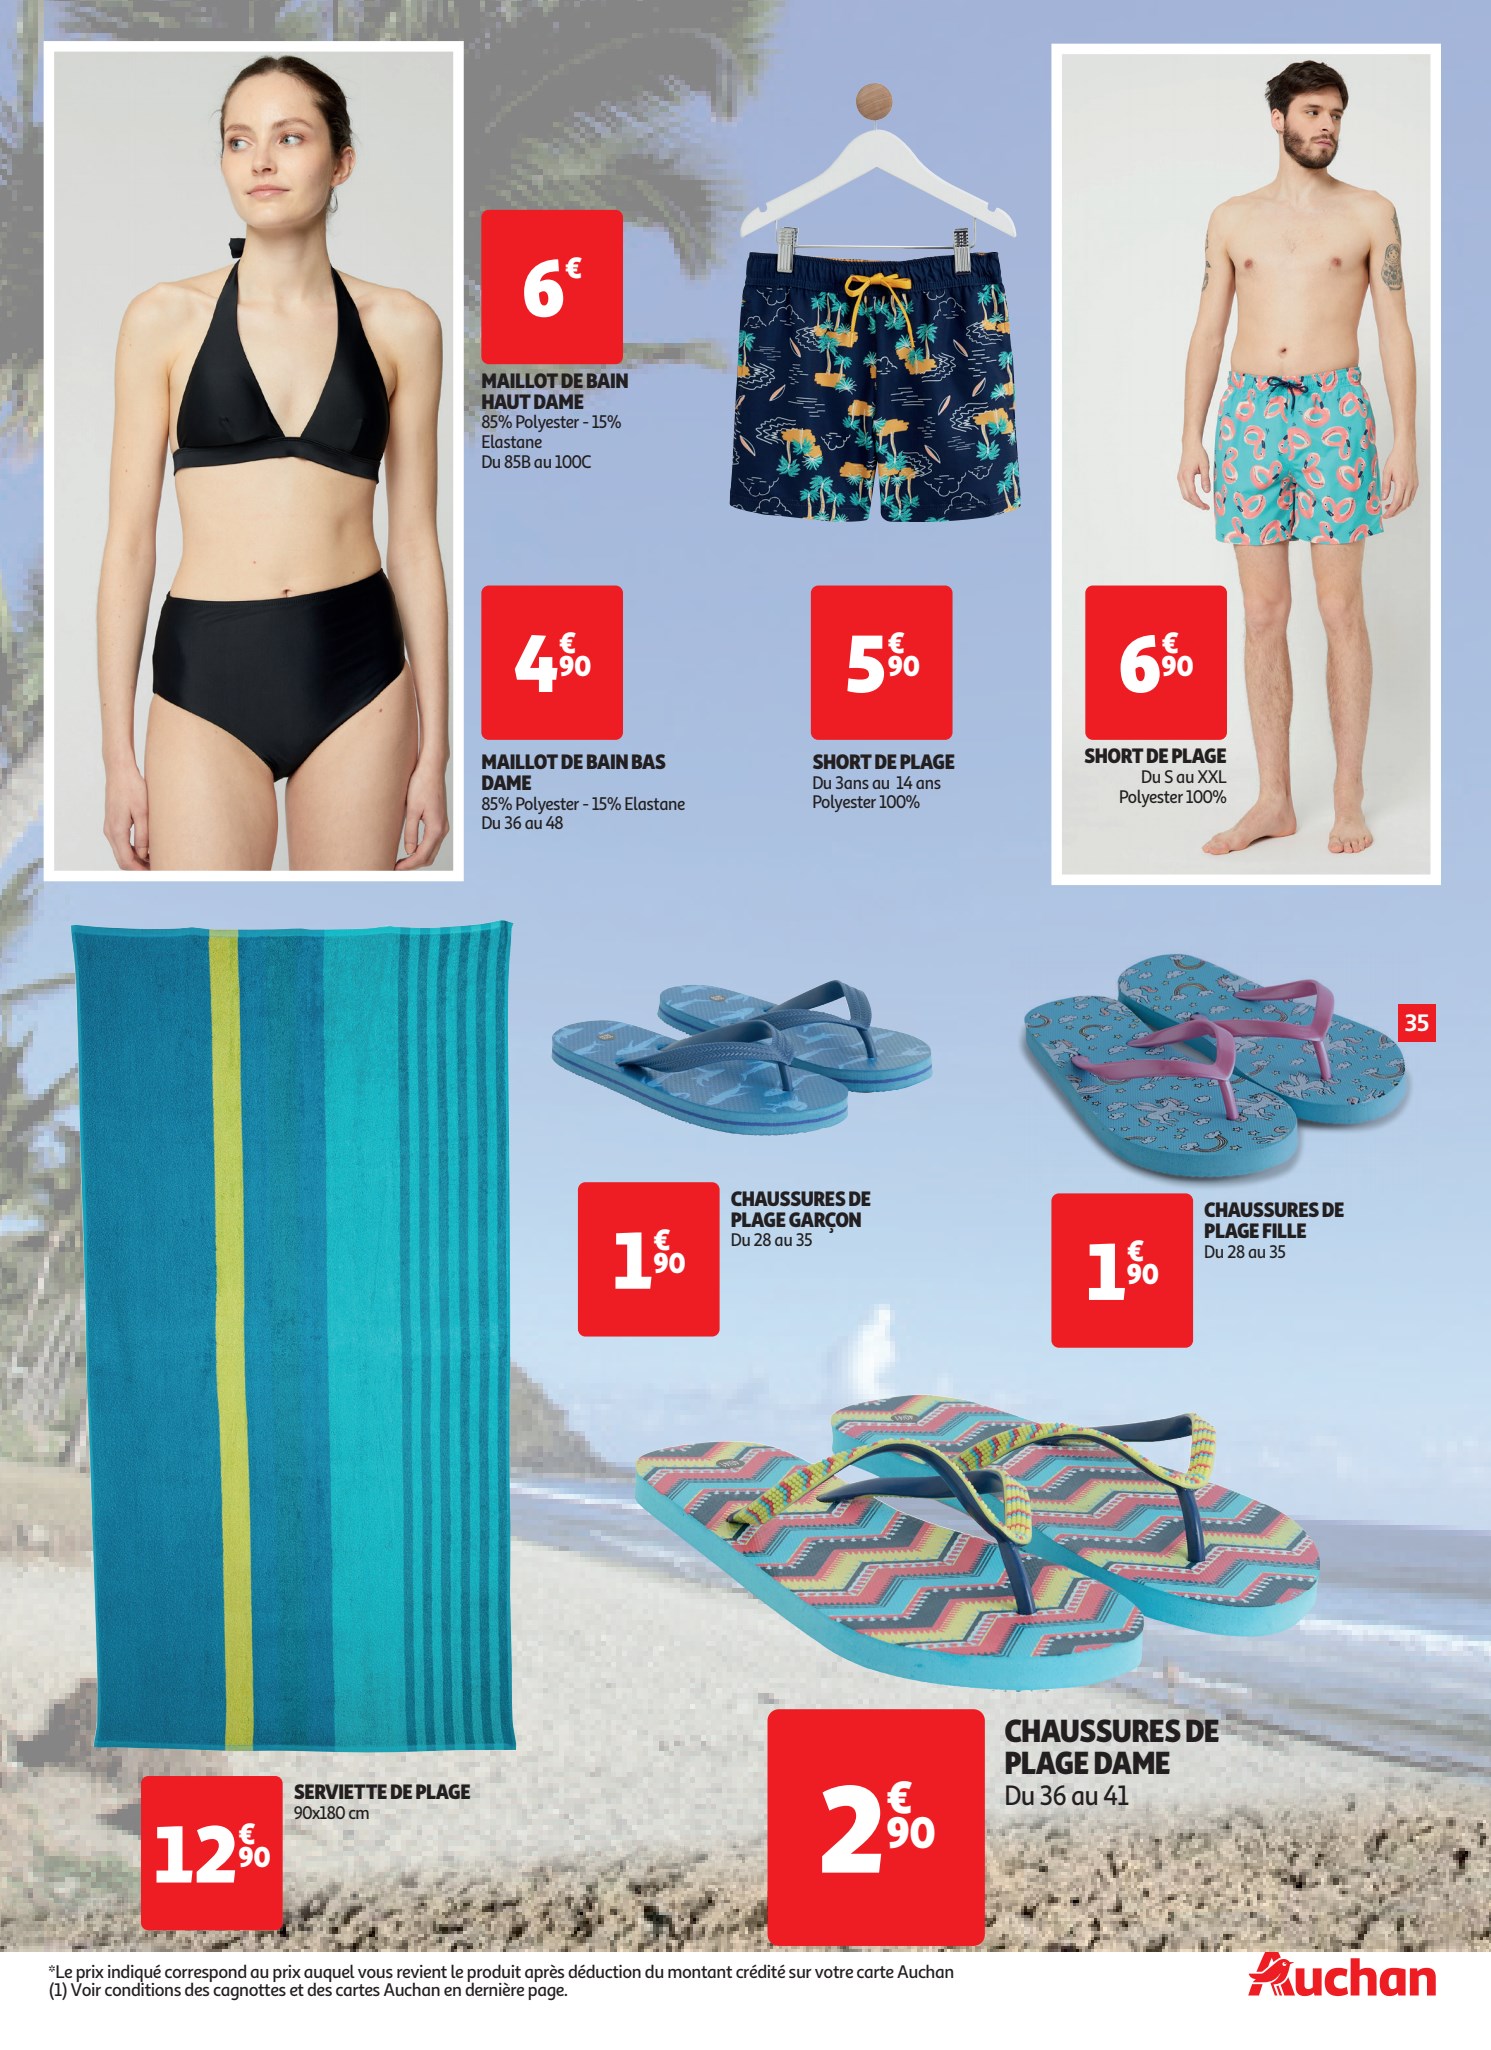 6€
MAILLOT DE BAIN
HAUT DAME
85% Polyester - 15%
Elastane
Du 85B au 100C
4€90
MAILLOT DE BAIN BAS
DAME
85% Polyester - 15% Elastane
Du 36 au 48
5€90
SHORT DE PLAGE
Du 3ans au 14 ans
Polyester 100%
6€90
SHORT DE PLAGE
Du S au XXL
Polyester 100%
35
1€90
CHAUSSURES DE
PLAGE GARÇON
Du 28 au 35
1€90
CHAUSSURES DE
PLAGE FILLE
Du 28 au 35
12€90
SERVIETTE DE PLAGE
90x180 cm
2€90
CHAUSSURES DE
PLAGE DAME
Du 36 au 41
*Le prix indiqué correspond au prix auquel vous revient le produit après déduction du montant crédité sur votre carte Auchan
(1) Voir conditions des cagnottes et des cartes Auchan en dernière page.
Auchan